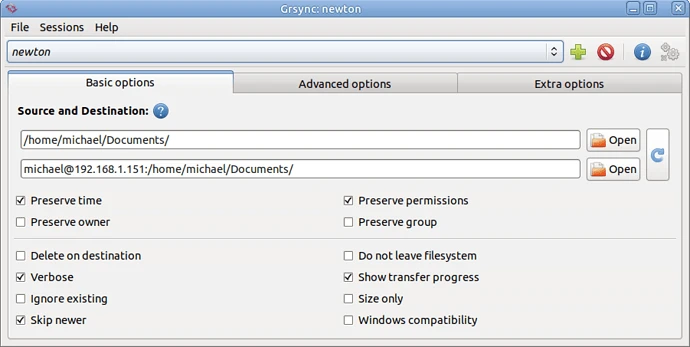 Grsync: newton
File Sessions Help
newton
Basic options Advanced options Extra options
Source and Destination:
/home/michael/Documents/ Open
michael@192.168.1.151:/home/michael/Documents/ Open
Preserve time Preserve permissions
Preserve owner Preserve group
Delete on destination Do not leave filesystem
Verbose Show transfer progress
Ignore existing Size only
Skip newer Windows compatibility